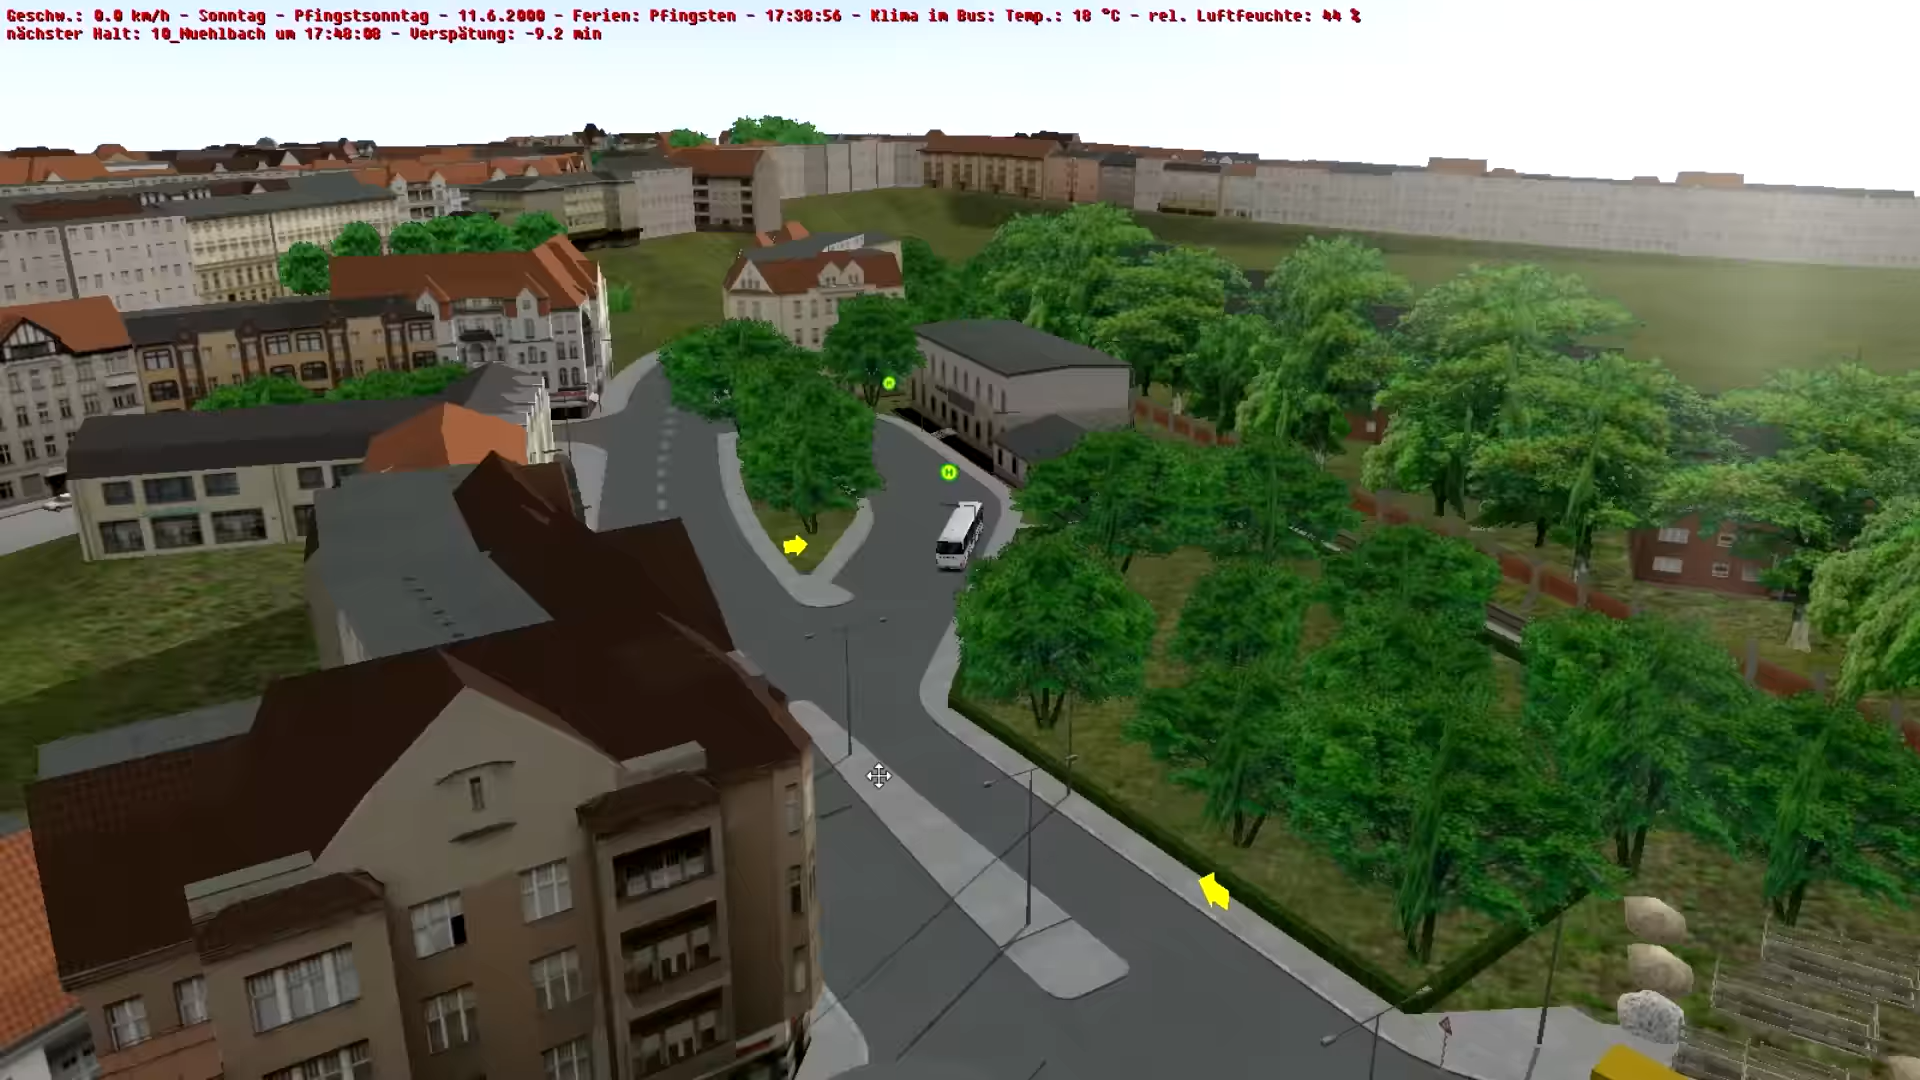 Geschw.: 0.0 km/h - Sonntag - Pfingstsonntag - 11.6.2000 - Ferien: Pfingsten - 17:38:56 - Klima im Bus: Temp.: 18 °C - rel. Luftfeuchte: 44 %
nächster Halt: 10_Muehlbach um 17:48:08 - Verspätung: -9.2 min
H
H